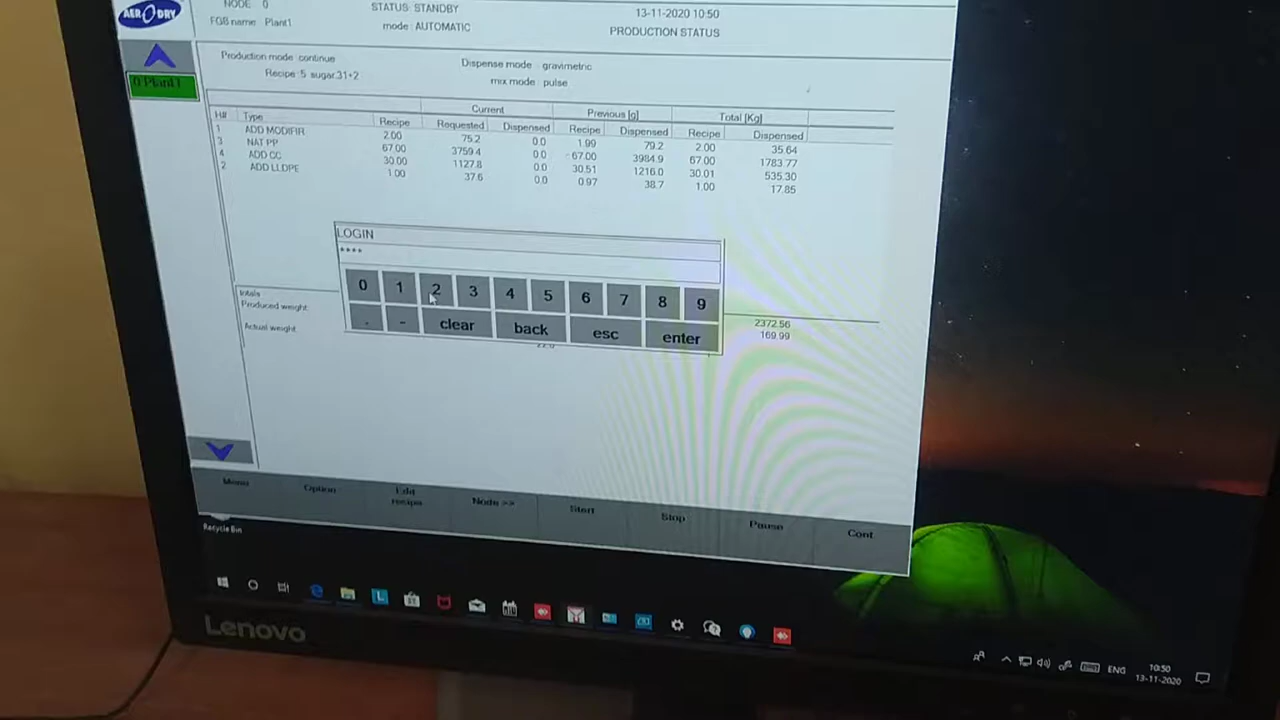 AER DRY
NODE 0
STATUS: STANDBY
13-11-2020 10:50
FGB name Plant1
mode: AUTOMATIC
PRODUCTION STATUS
0 Plant1
Production mode :continue
Dispense mode : gravimetric
Recipe: 5 sugar.31+2
mix mode : pulse
Current Previous [g] Total [Kg]
H# Type Recipe Requested Dispensed Recipe Dispensed Recipe Dispensed
1 ADD MODIFIR 2.00 75.2 0.0 1.99 79.2 2.00 35.64
3 NAT PP 67.00 3759.4 0.0 67.00 3984.9 67.00 1783.77
4 ADD CC 30.00 1127.8 0.0 30.51 1216.0 30.01 535.30
2 ADD LLDPE 1.00 37.6 0.0 0.97 38.7 1.00 17.85
LOGIN
****
0 1 2 3 4 5 6 7 8 9
. - clear back esc enter
totals
Produced weight 2372.56
Actual weight 169.99
Menu Option Edit recipe Node >> Start Stop Pause Cont
Recycle Bin
Lenovo
ENG
10:50
13-11-2020